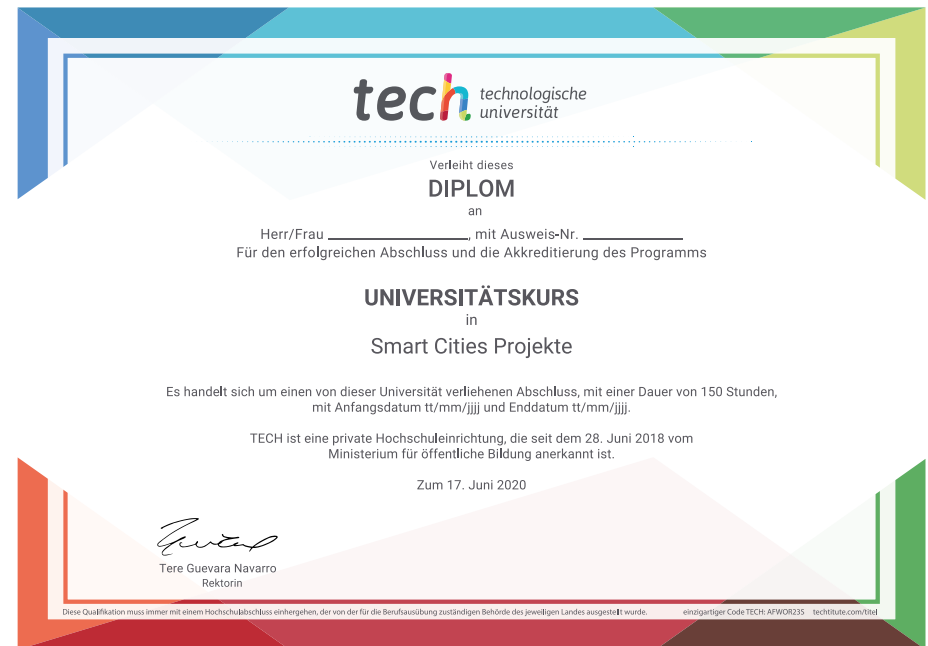 tech technologische
universität
Verleiht dieses
DIPLOM
an
Herr/Frau ____________, mit Ausweis-Nr. ____________
Für den erfolgreichen Abschluss und die Akkreditierung des Programms
UNIVERSITÄTSKURS
in
Smart Cities Projekte
Es handelt sich um einen von dieser Universität verliehenen Abschluss, mit einer Dauer von 150 Stunden,
mit Anfangsdatum tt/mm/jjjj und Enddatum tt/mm/jjjj.
TECH ist eine private Hochschuleinrichtung, die seit dem 28. Juni 2018 vom
Ministerium für öffentliche Bildung anerkannt ist.
Zum 17. Juni 2020
Tere Guevara Navarro
Rektorin
Diese Qualifikation muss immer mit einem Hochschulabschluss einhergehen, der von der für die Berufsausübung zuständigen Behörde des jeweiligen Landes ausgestellt wurde. einzigartiger Code TECH: AFWOR23S techtitute.com/titel